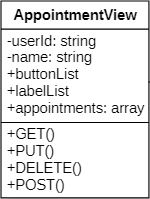 AppointmentView
-userId: string
-name: string
+buttonList
+labelList
+appointments: array
+GET()
+PUT()
+DELETE()
+POST()